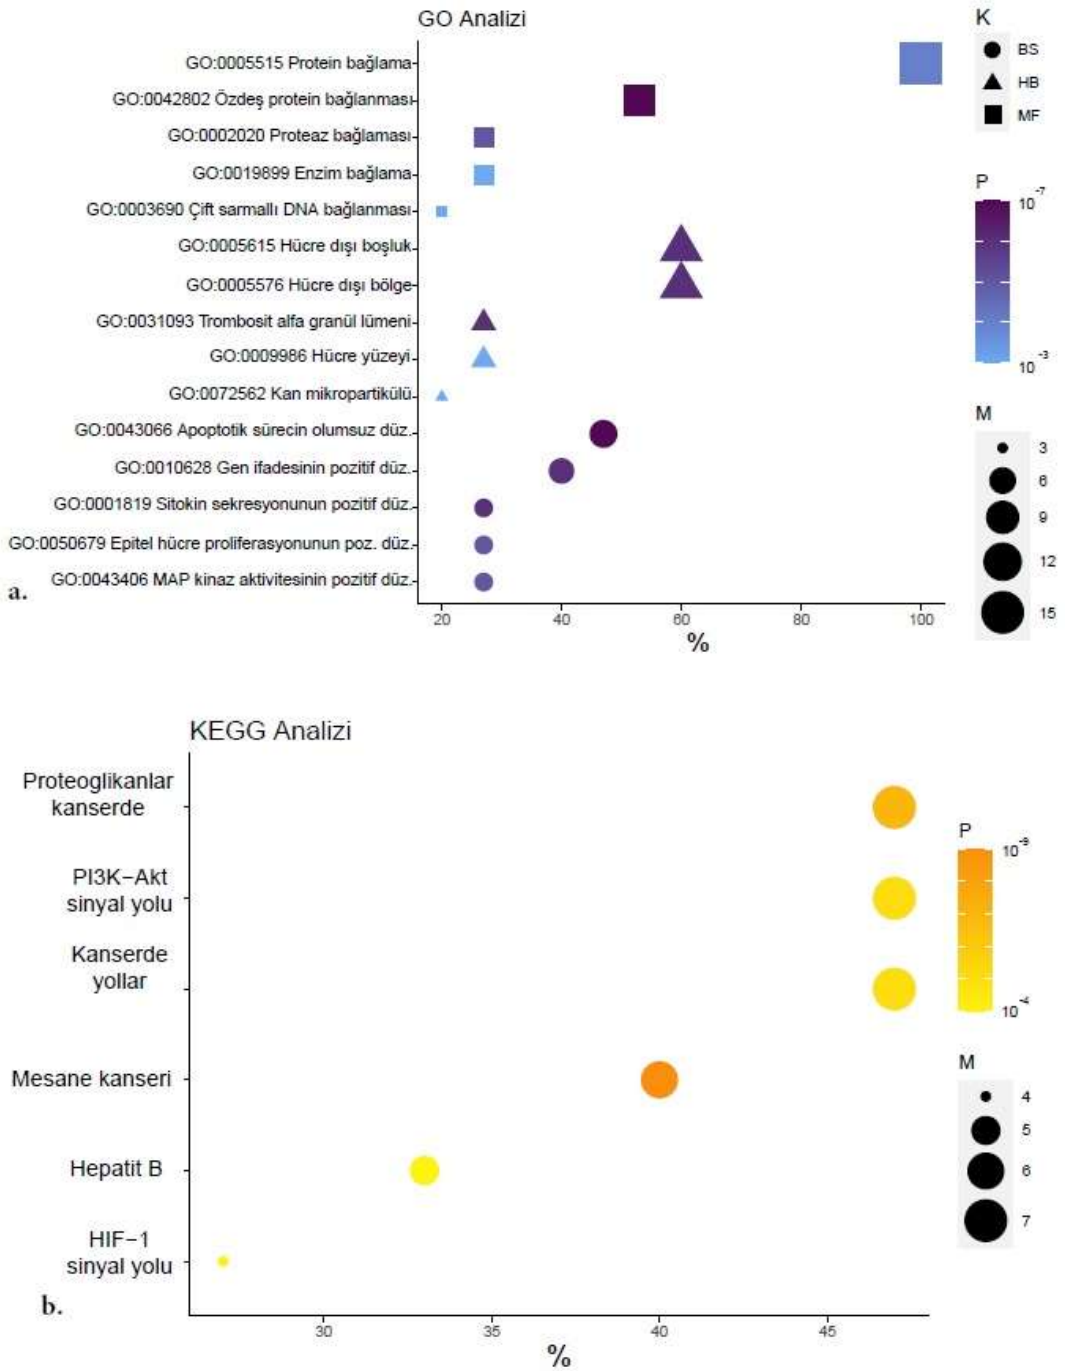 GO Analizi
GO:0005515 Protein bağlama
GO:0042802 Özdeş protein bağlanması
GO:0002020 Proteaz bağlaması
GO:0019899 Enzim bağlama
GO:0003690 Çift sarmallı DNA bağlanması
GO:0005615 Hücre dışı boşluk
GO:0005576 Hücre dışı bölge
GO:0031093 Trombosit alfa granül lümeni
GO:0009986 Hücre yüzeyi
GO:0072562 Kan mikropartikülü
GO:0043066 Apoptotik sürecin olumsuz düz.
GO:0010628 Gen ifadesinin pozitif düz.
GO:0001819 Sitokin sekresyonunun pozitif düz.
GO:0050679 Epitel hücre proliferasyonunun poz. düz.
GO:0043406 MAP kinaz aktivitesinin pozitif düz.
a.
20 40 60 80 100
%
K
BS
HB
MF
P
10⁻⁷
10⁻³
M
3
6
9
12
15
KEGG Analizi
Proteoglikanlar
kanserde
PI3K−Akt
sinyal yolu
Kanserde
yollar
Mesane kanseri
Hepatit B
HIF−1
sinyal yolu
b.
30 35 40 45
%
P
10⁻⁹
10⁻⁴
M
4
5
6
7